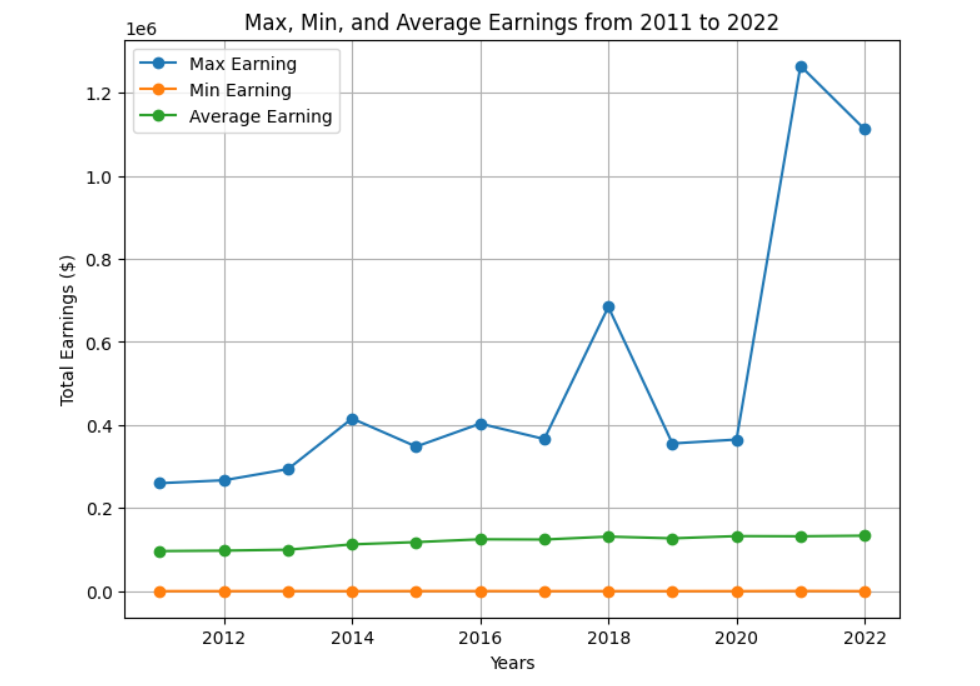 Max, Min, and Average Earnings from 2011 to 2022
1e6
Max Earning
Min Earning
Average Earning
1.2
1.0
0.8
0.6
0.4
0.2
0.0
Total Earnings ($)
2012 2014 2016 2018 2020 2022
Years